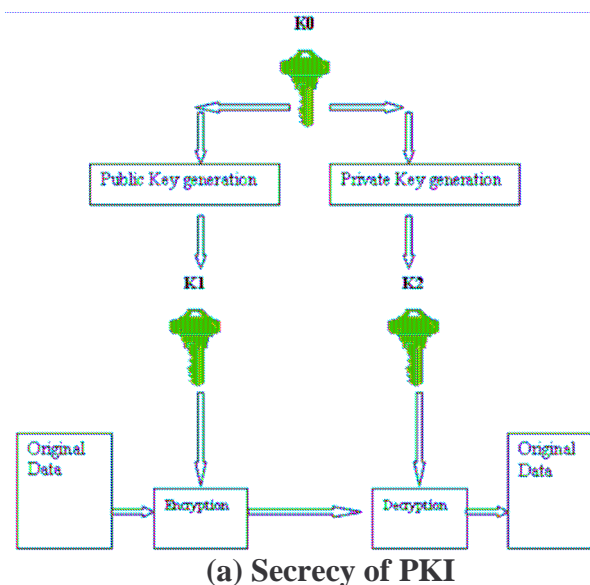 K0
Public Key generation
Private Key generation
K1
K2
Original
Data
Encryption
Decryption
Original
Data
(a) Secrecy of PKI